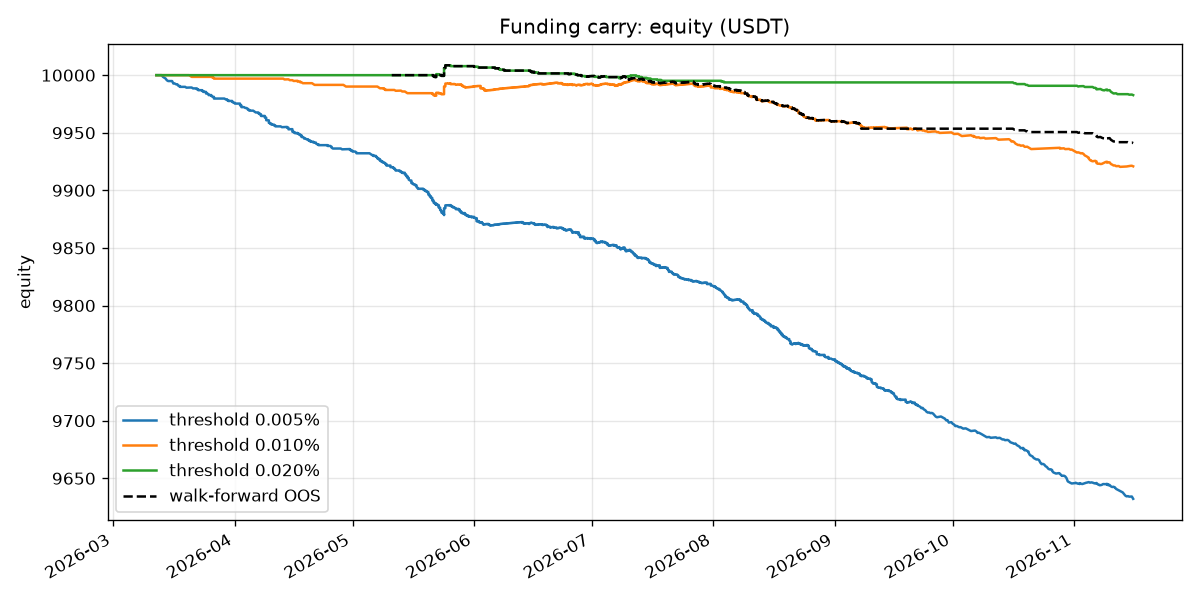 Funding carry: equity (USDT)
equity
10000
9950
9900
9850
9800
9750
9700
9650
threshold 0.005%
threshold 0.010%
threshold 0.020%
walk-forward OOS
2026-03
2026-04
2026-05
2026-06
2026-07
2026-08
2026-09
2026-10
2026-11